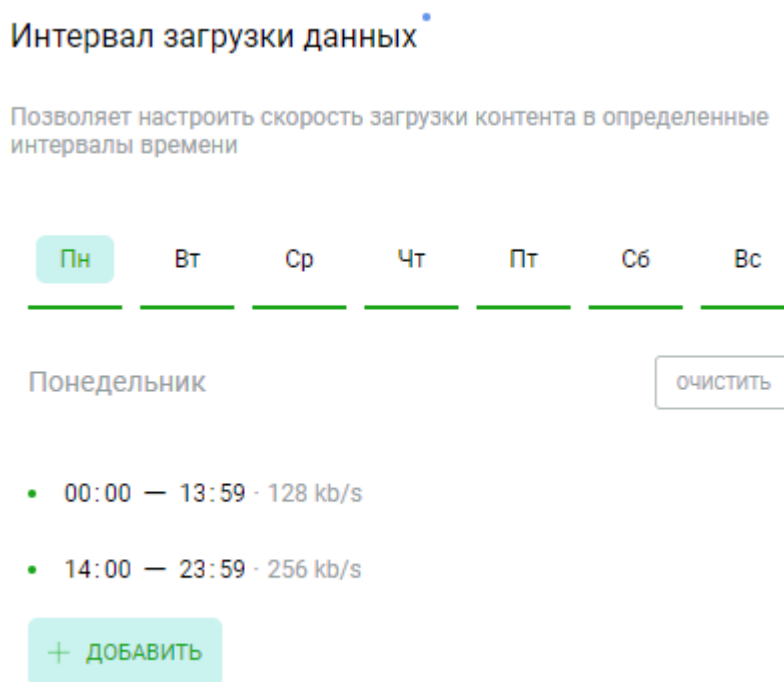 Интервал загрузки данных
Позволяет настроить скорость загрузки контента в определенные
интервалы времени
Пн Вт Ср Чт Пт Сб Вс
Понедельник ОЧИСТИТЬ
• 00:00 — 13:59 · 128 kb/s
• 14:00 — 23:59 · 256 kb/s
+ ДОБАВИТЬ